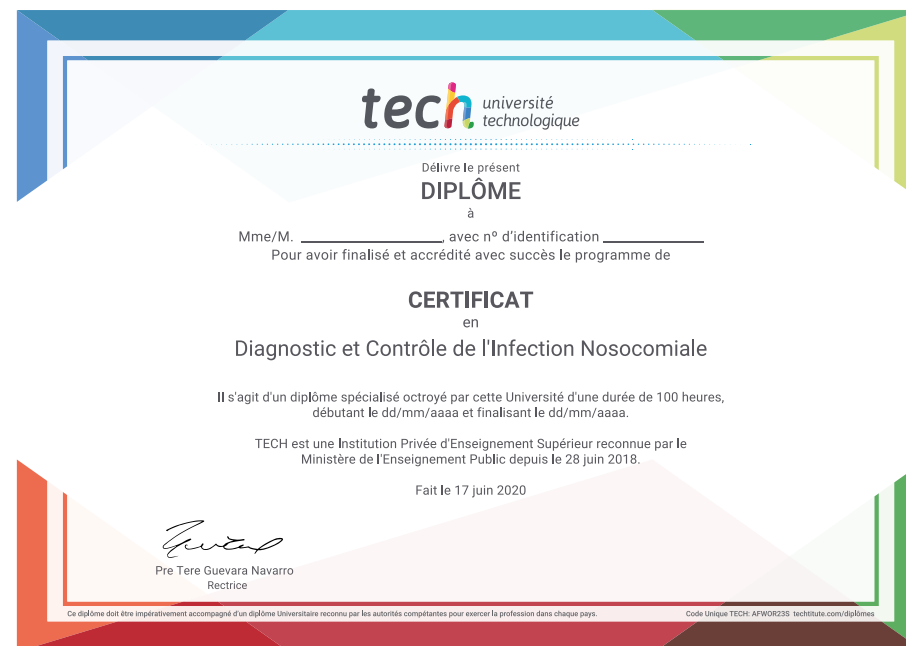 tech université
technologique
Délivre le présent
DIPLÔME
à
Mme/M. ____________________, avec nº d'identification ______________
Pour avoir finalisé et accrédité avec succès le programme de
CERTIFICAT
en
Diagnostic et Contrôle de l'Infection Nosocomiale
Il s'agit d'un diplôme spécialisé octroyé par cette Université d'une durée de 100 heures,
débutant le dd/mm/aaaa et finalisant le dd/mm/aaaa.
TECH est une Institution Privée d'Enseignement Supérieur reconnue par le
Ministère de l'Enseignement Public depuis le 28 juin 2018.
Fait le 17 juin 2020
Pre Tere Guevara Navarro
Rectrice
Ce diplôme doit être impérativement accompagné d'un diplôme Universitaire reconnu par les autorités compétantes pour exercer la profession dans chaque pays.
Code Unique TECH: AFWOR23S techtitute.com/diplômes